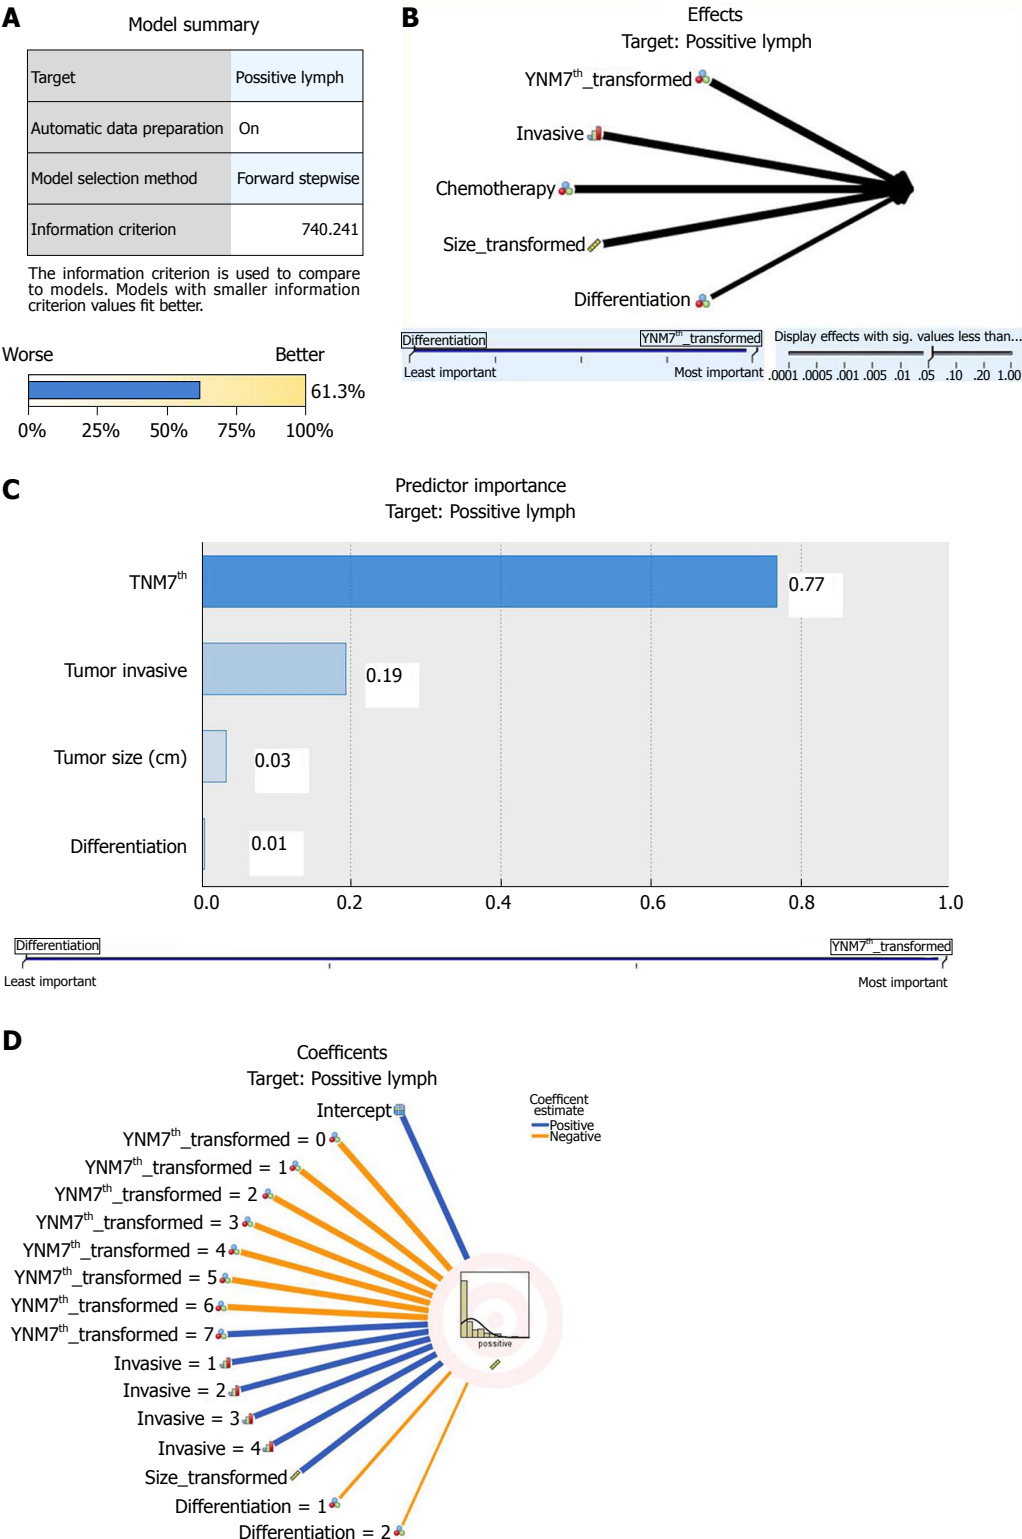 A
Model summary
Target Possitive lymph
Automatic data preparation On
Model selection method Forward stepwise
Information criterion 740.241
The information criterion is used to compare
to models. Models with smaller information
criterion values fit better.
Worse Better
61.3%
0% 25% 50% 75% 100%
B
Effects
Target: Possitive lymph
YNM7th_transformed
Invasive
Chemotherapy
Size_transformed
Differentiation
Differentiation YNM7th_transformed
Least important Most important
Display effects with sig. values less than...
.0001 .0005 .001 .005 .01 .05 .10 .20 1.00
C
Predictor importance
Target: Possitive lymph
TNM7th 0.77
Tumor invasive 0.19
Tumor size (cm) 0.03
Differentiation 0.01
0.0 0.2 0.4 0.6 0.8 1.0
Differentiation YNM7th_transformed
Least important Most important
D
Coefficents
Target: Possitive lymph
Coefficent
estimate
Positive
Negative
Intercept
YNM7th_transformed = 0
YNM7th_transformed = 1
YNM7th_transformed = 2
YNM7th_transformed = 3
YNM7th_transformed = 4
YNM7th_transformed = 5
YNM7th_transformed = 6
YNM7th_transformed = 7
Invasive = 1
Invasive = 2
Invasive = 3
Invasive = 4
Size_transformed
Differentiation = 1
Differentiation = 2
possitive